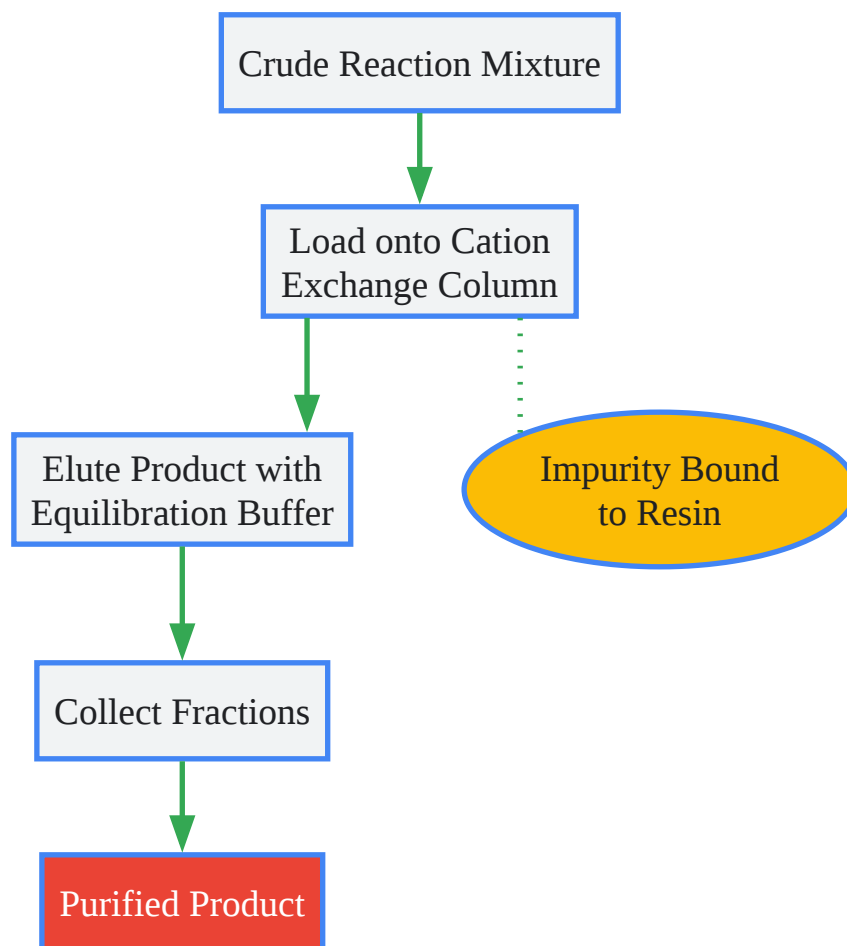 Crude Reaction Mixture
Load onto Cation
Exchange Column
Elute Product with
Equilibration Buffer
Impurity Bound
to Resin
Collect Fractions
Purified Product